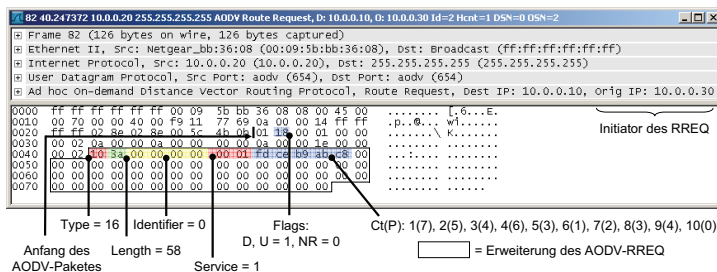 82 40.247372 10.0.0.20 255.255.255.255 AODV Route Request, D: 10.0.0.10, O: 10.0.0.30 Id=2 Hcnt=1 DSN=0 OSN=2
Frame 82 (126 bytes on wire, 126 bytes captured)
Ethernet II, Src: Netgear_bb:36:08 (00:09:5b:bb:36:08), Dst: Broadcast (ff:ff:ff:ff:ff:ff)
Internet Protocol, Src: 10.0.0.20 (10.0.0.20), Dst: 255.255.255.255 (255.255.255.255)
User Datagram Protocol, Src Port: aodv (654), Dst Port: aodv (654)
Ad hoc On-demand Distance Vector Routing Protocol, Route Request, Dest IP: 10.0.0.10, Orig IP: 10.0.0.30
0000 ff ff ff ff ff ff 00 09 5b bb 36 08 08 00 45 00 ........ [.6...E.
0010 00 70 00 00 40 00 f9 11 77 69 0a 00 00 14 ff ff .p..@... wi......
0020 ff ff 02 8e 02 8e 00 5c 4b 0b 01 18 00 01 00 00 .......\ K.......
0030 00 02 0a 00 00 0a 00 00 00 00 0a 00 00 1e 00 00 ........ ........
0040 00 02 10 3a 00 00 00 00 00 01 fd ce b9 ab c8 00 ...:.... ........
0050 00 00 00 00 00 00 00 00 00 00 00 00 00 00 00 00 ........ ........
0060 00 00 00 00 00 00 00 00 00 00 00 00 00 00 00 00 ........ ........
0070 00 00 00 00 00 00 00 00 00 00 00 00 00 00 ........ ......
Initiator des RREQ
Type = 16 Identifier = 0 Flags: Ct(P): 1(7), 2(5), 3(4), 4(6), 5(3), 6(1), 7(2), 8(3), 9(4), 10(0)
D, U = 1, NR = 0
Anfang des AODV-Paketes
Length = 58
Service = 1
= Erweiterung des AODV-RREQ